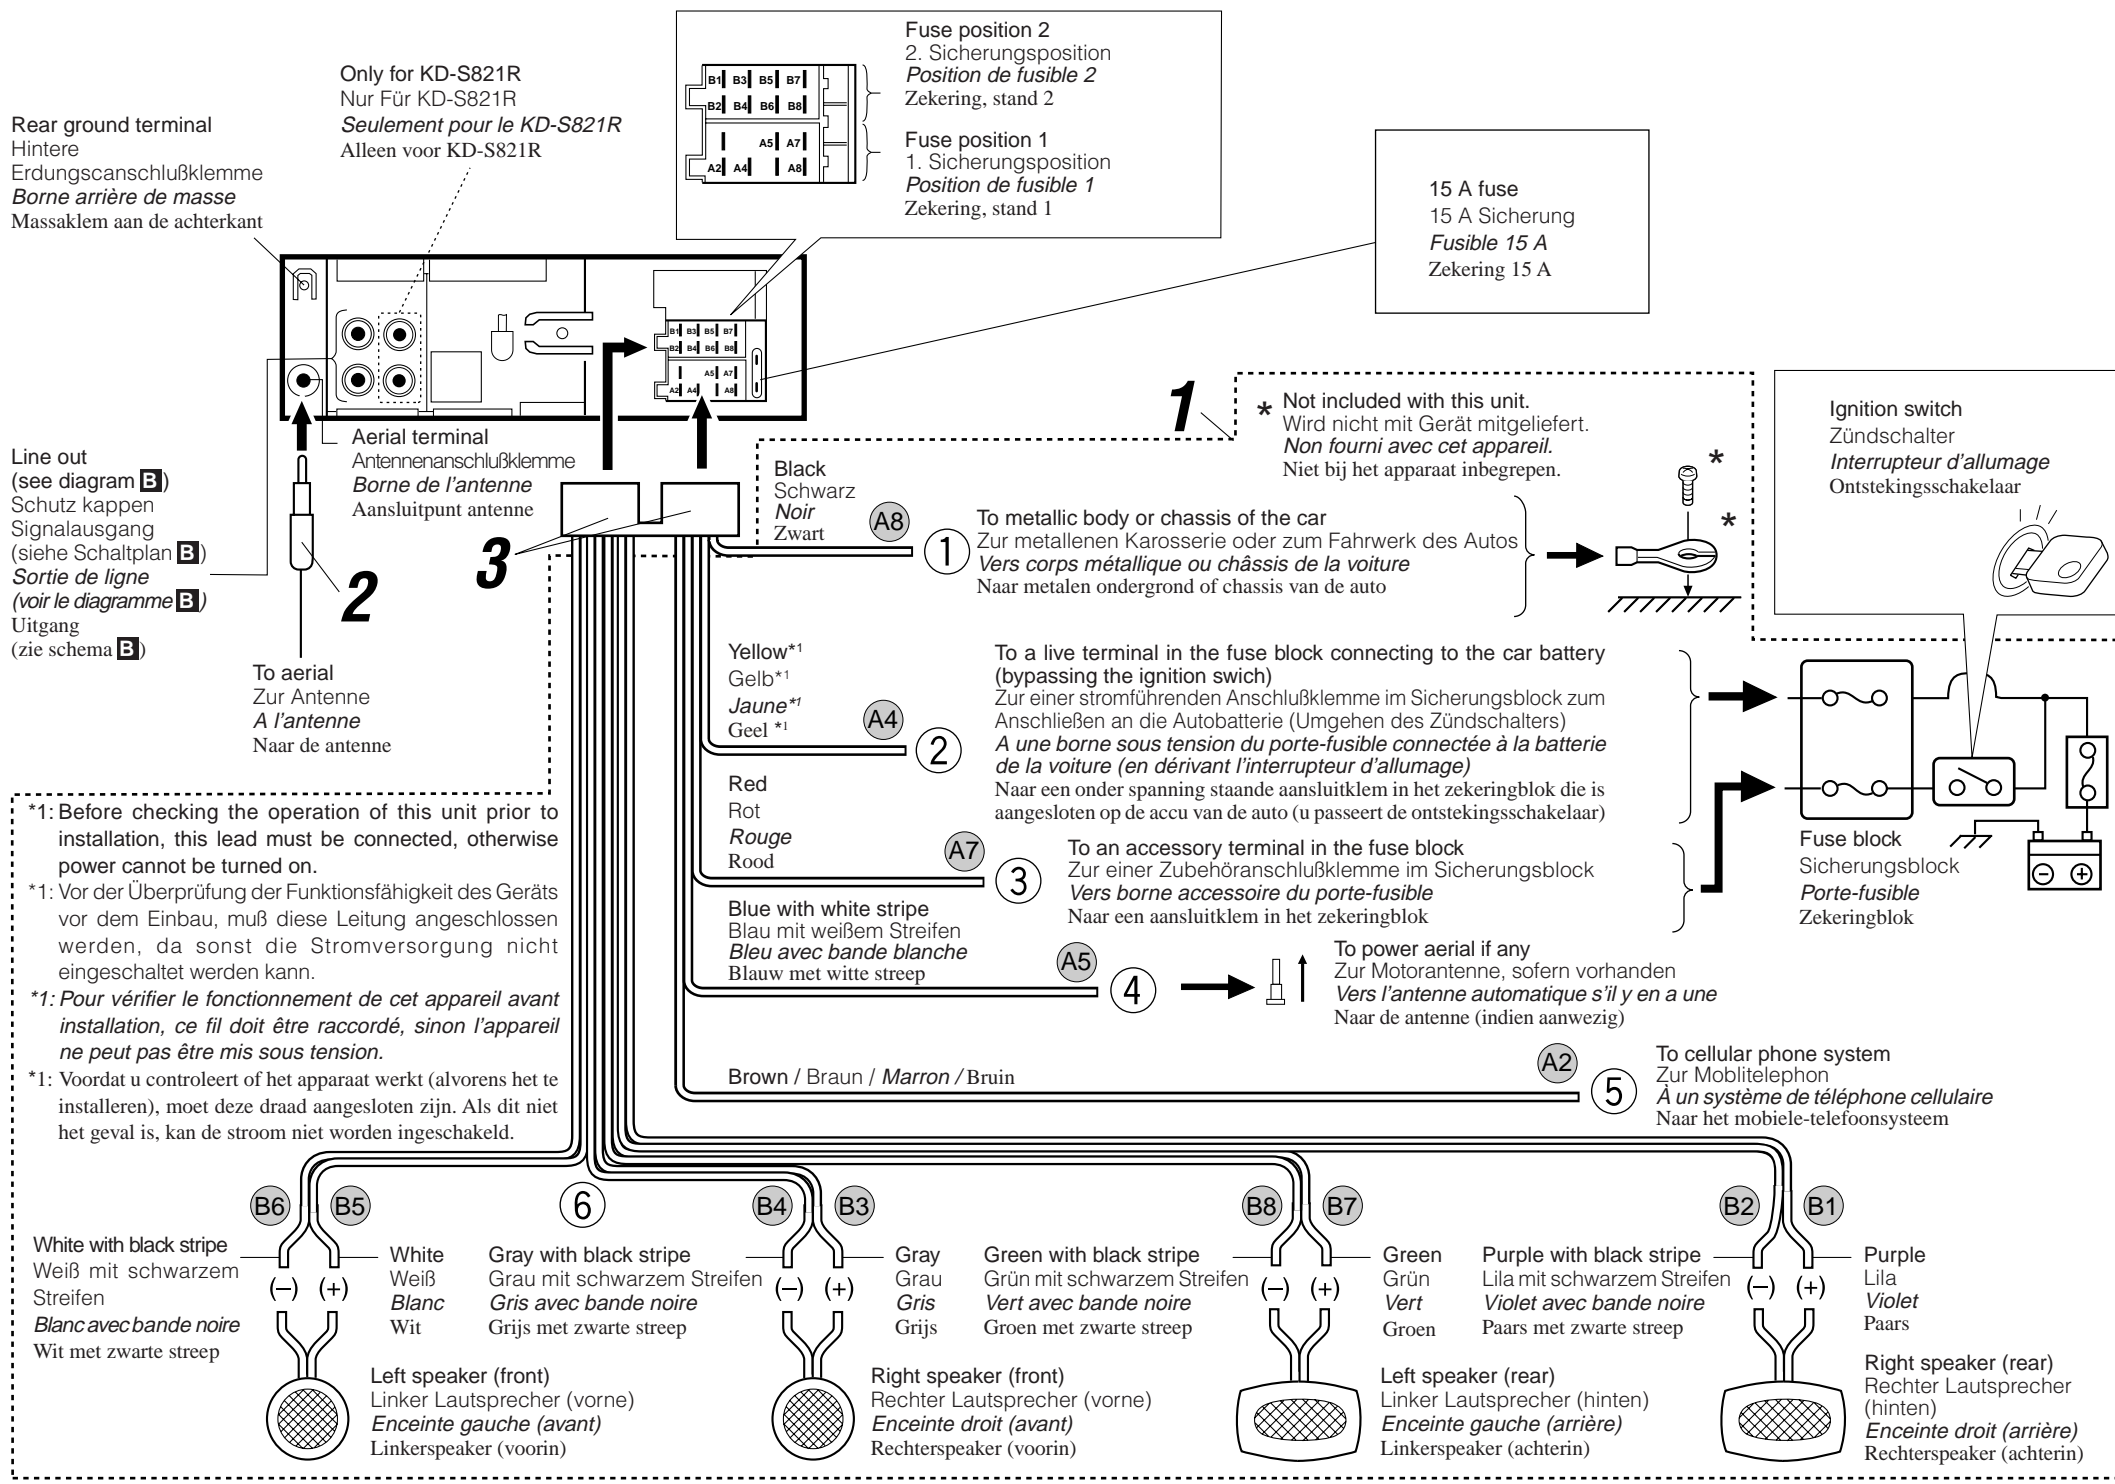 Fuse position 2
2. Sicherungsposition
Position de fusible 2
Zekering, stand 2
Fuse position 1
1. Sicherungsposition
Position de fusible 1
Zekering, stand 1
B1 B3 B5 B7
B2 B4 B6 B8
A5 A7
A2 A4 A8
Only for KD-S821R
Nur Für KD-S821R
Seulement pour le KD-S821R
Alleen voor KD-S821R
Rear ground terminal
Hintere
Erdungscanschlußklemme
Borne arrière de masse
Massaklem aan de achterkant
15 A fuse
15 A Sicherung
Fusible 15 A
Zekering 15 A
B1 B3 B5 B7
B2 B4 B6 B8
A5 A7
A2 A4 A8
1
* Not included with this unit.
Wird nicht mit Gerät mitgeliefert.
Non fourni avec cet appareil.
Niet bij het apparaat inbegrepen.
*
*
Ignition switch
Zündschalter
Interrupteur d'allumage
Ontstekingsschakelaar
Line out
(see diagram B)
Schutz kappen
Signalausgang
(siehe Schaltplan B)
Sortie de ligne
(voir le diagramme B)
Uitgang
(zie schema B)
Aerial terminal
Antennenanschlußklemme
Borne de l'antenne
Aansluitpunt antenne
2
3
To aerial
Zur Antenne
A l'antenne
Naar de antenne
Black
Schwarz
Noir
Zwart
A8
1
To metallic body or chassis of the car
Zur metallenen Karosserie oder zum Fahrwerk des Autos
Vers corps métallique ou châssis de la voiture
Naar metalen ondergrond of chassis van de auto
Yellow*1
Gelb*1
Jaune*1
Geel *1
A4
2
To a live terminal in the fuse block connecting to the car battery
(bypassing the ignition swich)
Zur einer stromführenden Anschlußklemme im Sicherungsblock zum
Anschließen an die Autobatterie (Umgehen des Zündschalters)
A une borne sous tension du porte-fusible connectée à la batterie
de la voiture (en dérivant l'interrupteur d'allumage)
Naar een onder spanning staande aansluitklem in het zekeringblok die is
aangesloten op de accu van de auto (u passeert de ontstekingsschakelaar)
Red
Rot
Rouge
Rood
A7
3
To an accessory terminal in the fuse block
Zur einer Zubehöranschlußklemme im Sicherungsblock
Vers borne accessoire du porte-fusible
Naar een aansluitklem in het zekeringblok
Fuse block
Sicherungsblock
Porte-fusible
Zekeringblok
Blue with white stripe
Blau mit weißem Streifen
Bleu avec bande blanche
Blauw met witte streep
A5
4
To power aerial if any
Zur Motorantenne, sofern vorhanden
Vers l'antenne automatique s'il y en a une
Naar de antenne (indien aanwezig)
Brown / Braun / Marron / Bruin
A2
5
To cellular phone system
Zur Moblitelephon
À un système de téléphone cellulaire
Naar het mobiele-telefoonsysteem
*1: Before checking the operation of this unit prior to
installation, this lead must be connected, otherwise
power cannot be turned on.
*1: Vor der Überprüfung der Funktionsfähigkeit des Geräts
vor dem Einbau, muß diese Leitung angeschlossen
werden, da sonst die Stromversorgung nicht
eingeschaltet werden kann.
*1: Pour vérifier le fonctionnement de cet appareil avant
installation, ce fil doit être raccordé, sinon l'appareil
ne peut pas être mis sous tension.
*1: Voordat u controleert of het apparaat werkt (alvorens het te
installeren), moet deze draad aangesloten zijn. Als dit niet
het geval is, kan de stroom niet worden ingeschakeld.
6
B6 B5
White with black stripe
Weiß mit schwarzem
Streifen
Blanc avec bande noire
Wit met zwarte streep
(–) (+)
White
Weiß
Blanc
Wit
Left speaker (front)
Linker Lautsprecher (vorne)
Enceinte gauche (avant)
Linkerspeaker (voorin)
B4 B3
Gray with black stripe
Grau mit schwarzem Streifen
Gris avec bande noire
Grijs met zwarte streep
(–) (+)
Gray
Grau
Gris
Grijs
Right speaker (front)
Rechter Lautsprecher (vorne)
Enceinte droit (avant)
Rechterspeaker (voorin)
B8 B7
Green with black stripe
Grün mit schwarzem Streifen
Vert avec bande noire
Groen met zwarte streep
(–) (+)
Green
Grün
Vert
Groen
Left speaker (rear)
Linker Lautsprecher (hinten)
Enceinte gauche (arrière)
Linkerspeaker (achterin)
B2 B1
Purple with black stripe
Lila mit schwarzem Streifen
Violet avec bande noire
Paars met zwarte streep
(–) (+)
Purple
Lila
Violet
Paars
Right speaker (rear)
Rechter Lautsprecher
(hinten)
Enceinte droit (arrière)
Rechterspeaker (achterin)